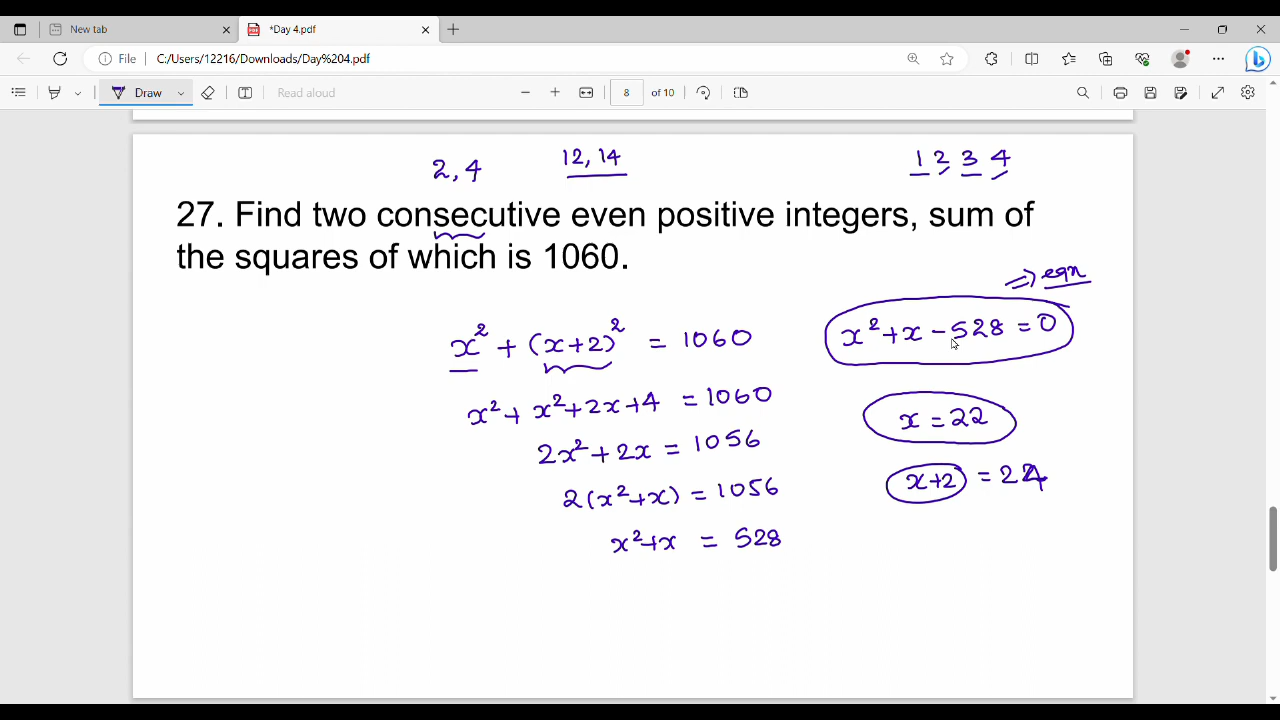 New tab
*Day 4.pdf
File C:/Users/12216/Downloads/Day%204.pdf
Draw Read aloud 8 of 10
2,4 12,14 1 2 3 4
27. Find two consecutive even positive integers, sum of
the squares of which is 1060.
⇒ eqn
x² + (x+2)² = 1060
x² + x - 528 = 0
x² + x² + 2x + 4 = 1060
x = 22
2x² + 2x = 1056
x+2 = 24
2(x² + x) = 1056
x² + x = 528